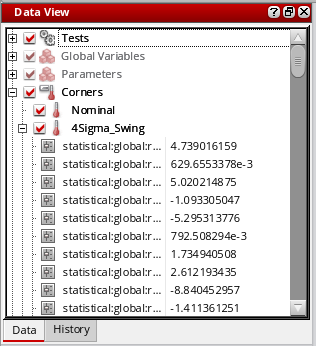 Data View
Tests
Global Variables
Parameters
Corners
Nominal
4Sigma_Swing
statistical:global:r... 4.739016159
statistical:global:r... 629.6553378e-3
statistical:global:r... 5.020214875
statistical:global:r... -1.093305047
statistical:global:r... -5.295313776
statistical:global:r... 792.508294e-3
statistical:global:r... 1.734940508
statistical:global:r... 2.612193435
statistical:global:r... -8.840452957
statistical:global:r... -1.411361251
Data History